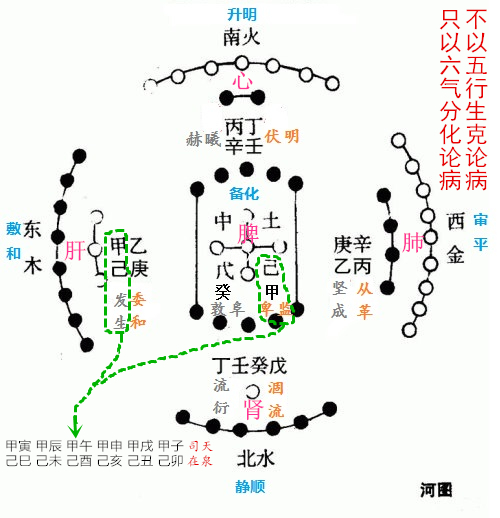 不以五行生克论病
只以六气分化论病
升明
南火
心
丙丁
辛壬
赫曦
伏明
备化
中 土
脾
戊 己
癸 甲
敦阜
卑监
敷和
东木
肝
甲乙
己庚
发生
委和
审平
西金
肺
庚辛
乙丙
坚成
从革
丁壬癸戊
流衍
肾
涸流
北水
静顺
甲寅 甲辰 甲午 甲申 甲戌 甲子 司天
己巳 己未 己酉 己亥 己丑 己卯 在泉
河图